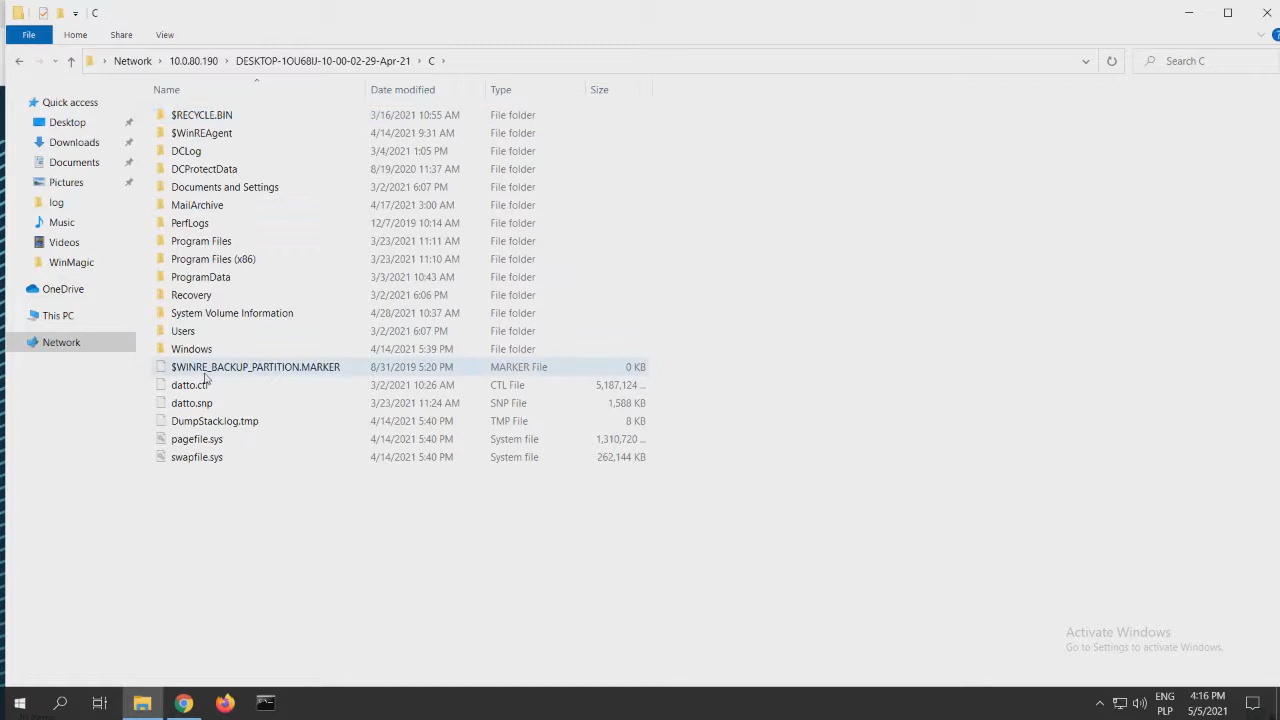 C
File Home Share View
Network > 10.0.80.190 > DESKTOP-1OU68IJ-10-00-02-29-Apr-21 > C > Search C
Name Date modified Type Size
Quick access
Desktop
Downloads
Documents
Pictures
log
Music
Videos
WinMagic
OneDrive
This PC
Network
$RECYCLE.BIN 3/16/2021 10:55 AM File folder
$WinREAgent 4/14/2021 9:31 AM File folder
DCLog 3/4/2021 1:05 PM File folder
DCProtectData 8/19/2020 11:37 AM File folder
Documents and Settings 3/2/2021 6:07 PM File folder
MailArchive 4/17/2021 3:00 AM File folder
PerfLogs 12/7/2019 10:14 AM File folder
Program Files 3/23/2021 11:11 AM File folder
Program Files (x86) 3/23/2021 11:10 AM File folder
ProgramData 3/3/2021 10:43 AM File folder
Recovery 3/2/2021 6:06 PM File folder
System Volume Information 4/28/2021 10:37 AM File folder
Users 3/2/2021 6:07 PM File folder
Windows 4/14/2021 5:39 PM File folder
$WINRE_BACKUP_PARTITION.MARKER 8/31/2019 5:20 PM MARKER File 0 KB
datto.ctl 3/2/2021 10:26 AM CTL File 5,187,124 ...
datto.snp 3/23/2021 11:24 AM SNP File 1,588 KB
DumpStack.log.tmp 4/14/2021 5:40 PM TMP File 8 KB
pagefile.sys 4/14/2021 5:40 PM System file 1,310,720 ...
swapfile.sys 4/14/2021 5:40 PM System file 262,144 KB
Activate Windows
Go to Settings to activate Windows.
ENG 4:16 PM
PLP 5/5/2021